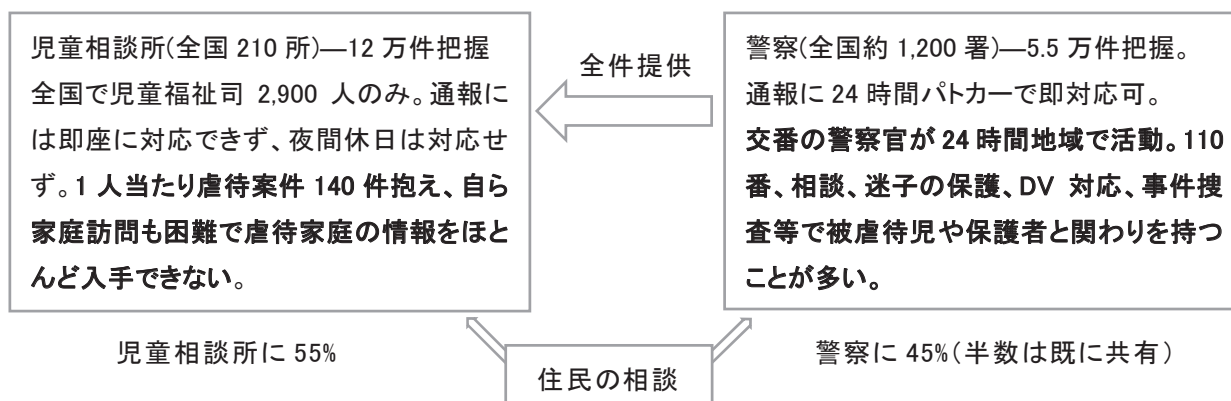 児童相談所(全国 210 所)―12 万件把握
全国で児童福祉司 2,900 人のみ。通報に
は即座に対応できず、夜間休日は対応せ
ず。1 人当たり虐待案件 140 件抱え、自ら
家庭訪問も困難で虐待家庭の情報をほと
んど入手できない。
全件提供
警察(全国約 1,200 署)―5.5 万件把握。
通報に 24 時間パトカーで即対応可。
交番の警察官が 24 時間地域で活動。110
番、相談、迷子の保護、DV 対応、事件捜
査等で被虐待児や保護者と関わりを持つ
ことが多い。
児童相談所に 55%
住民の相談
警察に 45%(半数は既に共有)